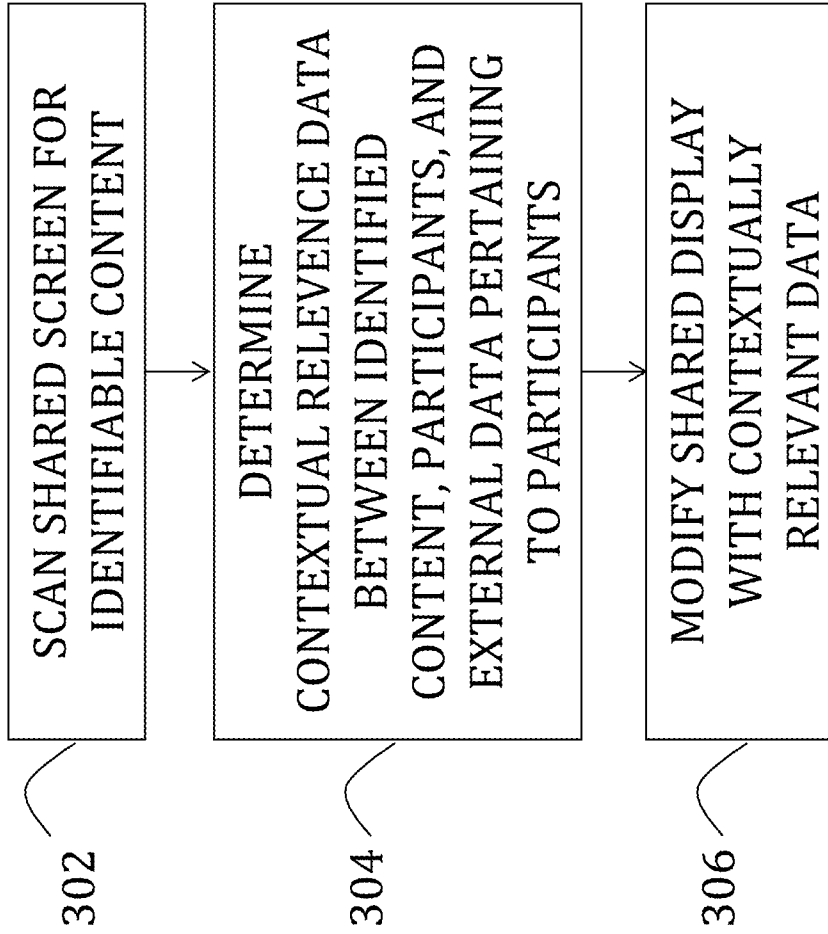 302
SCAN SHARED SCREEN FOR
IDENTIFIABLE CONTENT
304
DETERMINE
CONTEXTUAL RELEVENCE DATA
BETWEEN IDENTIFIED
CONTENT, PARTICIPANTS, AND
EXTERNAL DATA PERTAINING
TO PARTICIPANTS
306
MODIFY SHARED DISPLAY
WITH CONTEXTUALLY
RELEVANT DATA